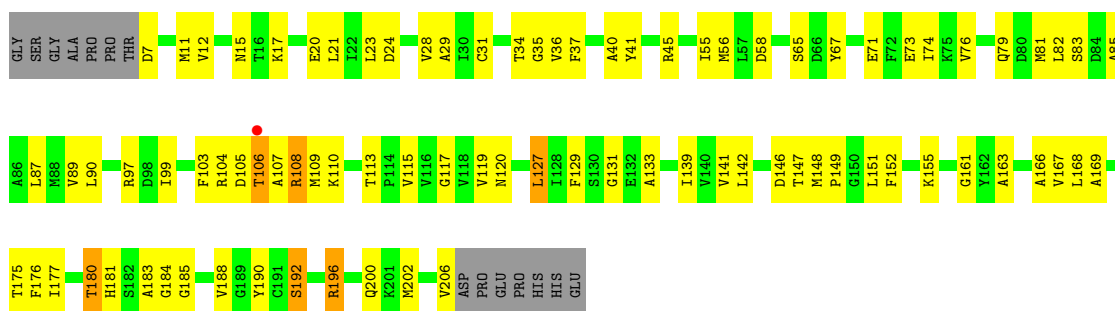 GLY SER GLY ALA PRO PRO THR D7 M11 V12 N15 T16 K17 E20 L21 I22 L23 D24 V28 A29 I30 C31 T34 G35 V36 F37 A40 Y41 R45 I55 M56 L57 D58 S65 D66 Y67 E71 F72 E73 I74 K75 V76 Q79 D80 M81 L82 S83 D84 A85
A86 L87 M88 V89 L90 R97 D98 I99 F103 R104 D105 T106 A107 R108 M109 K110 T113 P114 V115 V116 G117 V118 V119 N120 L127 I128 F129 S130 G131 E132 A133 I139 V140 V141 L142 D146 T147 M148 G150 L151 F152 K155 G161 Y162 A163 A166 V167 L168 A169
T175 F176 I177 T180 H181 S182 A183 G184 G185 V188 G189 Y190 C191 S192 R196 Q200 K201 M202 V206 ASP PRO GLU PRO HIS HIS GLU